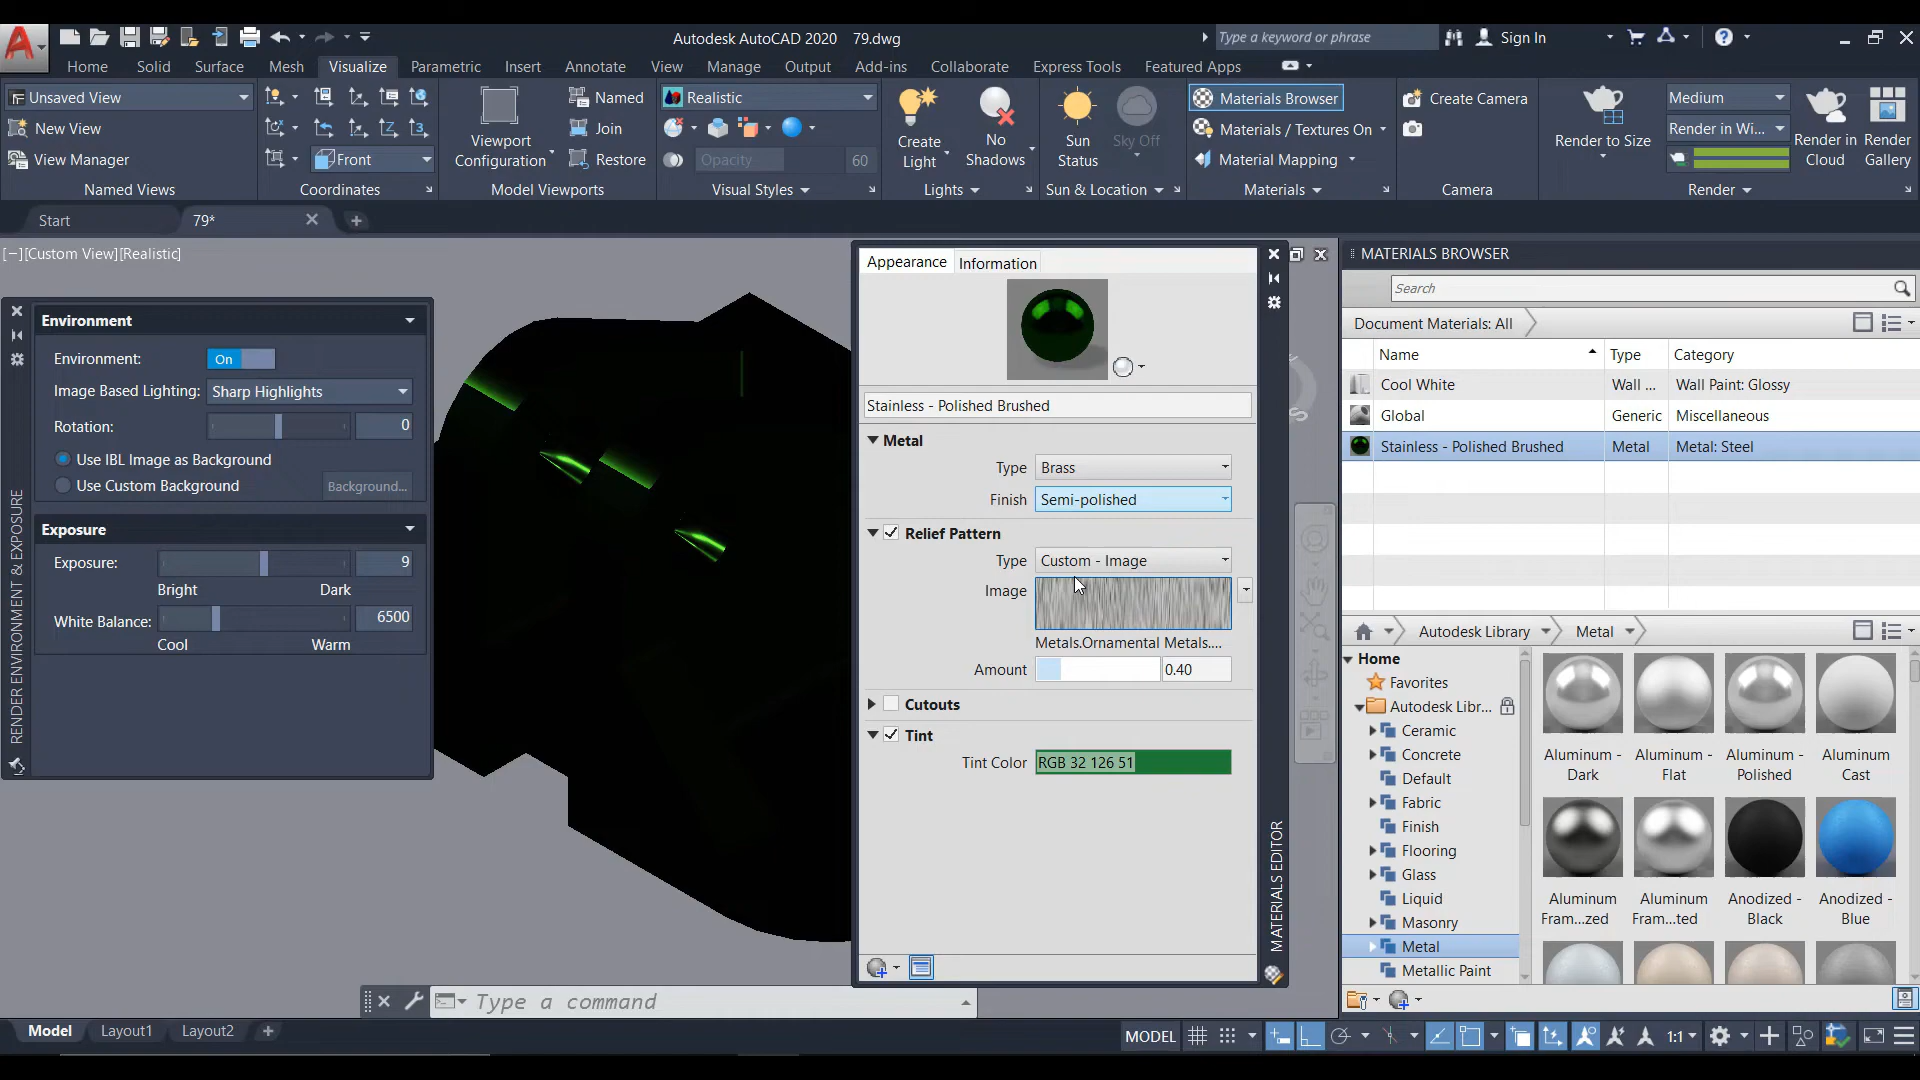 Autodesk AutoCAD 2020 79.dwg
Type a keyword or phrase
Sign In
Home Solid Surface Mesh Visualize Parametric Insert Annotate View Manage Output Add-ins Collaborate Express Tools Featured Apps
Unsaved View
New View
View Manager
Named Views
Front
Coordinates
Viewport
Configuration
Named
Join
Restore
Model Viewports
Realistic
Opacity 60
Visual Styles
Create
Light
No
Shadows
Lights
Sun
Status
Sky Off
Sun & Location
Materials Browser
Materials / Textures On
Material Mapping
Materials
Create Camera
Camera
Render to Size
Medium
Render in Wi...
Render in
Cloud
Render
Gallery
Render
Start 79*
[−][Custom View][Realistic]
Environment
Environment: On
Image Based Lighting: Sharp Highlights
Rotation: 0
Use IBL Image as Background
Use Custom Background Background...
Exposure
Exposure: 9
Bright Dark
White Balance: 6500
Cool Warm
RENDER ENVIRONMENT & EXPOSURE
Appearance Information
Stainless - Polished Brushed
Metal
Type Brass
Finish Semi-polished
Relief Pattern
Type Custom - Image
Image
Metals.Ornamental Metals....
Amount 0.40
Cutouts
Tint
Tint Color RGB 32 126 51
MATERIALS EDITOR
S
MATERIALS BROWSER
Search
Document Materials: All
Name Type Category
Cool White Wall ... Wall Paint: Glossy
Global Generic Miscellaneous
Stainless - Polished Brushed Metal Metal: Steel
Autodesk Library Metal
Home
Favorites
Autodesk Libr...
Ceramic
Concrete
Default
Fabric
Finish
Flooring
Glass
Liquid
Masonry
Metal
Metallic Paint
Aluminum -
Dark
Aluminum -
Flat
Aluminum -
Polished
Aluminum
Cast
Aluminum
Fram...zed
Aluminum
Fram...ted
Anodized -
Black
Anodized -
Blue
Type a command
Model Layout1 Layout2
MODEL 1:1